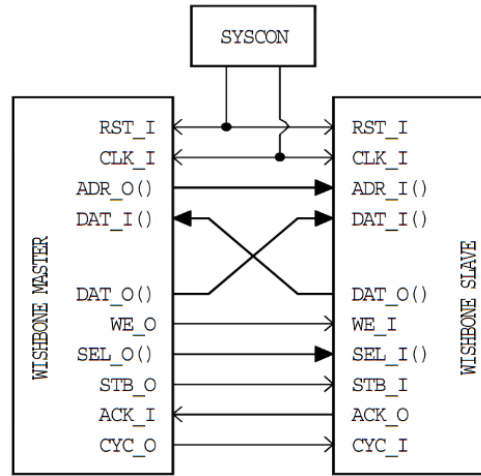 SYSCON
WISHBONE MASTER
RST_I
CLK_I
ADR_O()
DAT_I()
DAT_O()
WE_O
SEL_O()
STB_O
ACK_I
CYC_O
RST_I
CLK_I
ADR_I()
DAT_I()
DAT_O()
WE_I
SEL_I()
STB_I
ACK_O
CYC_I
WISHBONE SLAVE